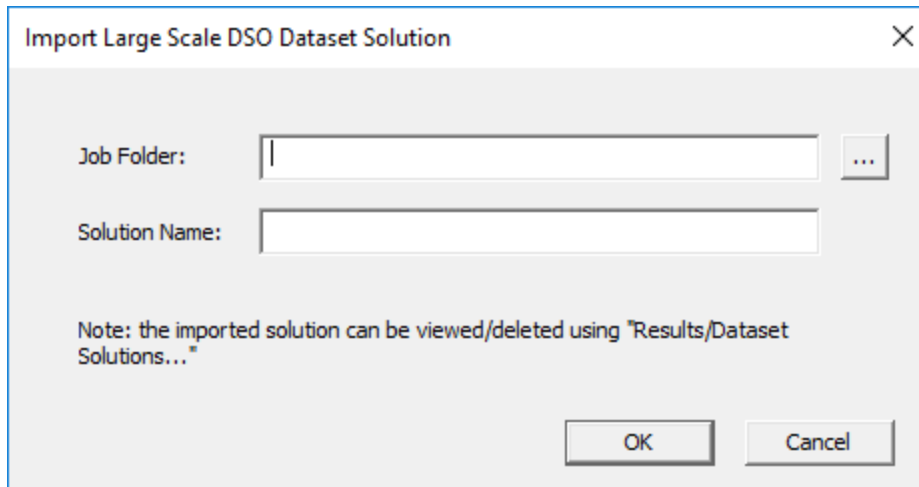 Import Large Scale DSO Dataset Solution
Job Folder:
...
Solution Name:
Note: the imported solution can be viewed/deleted using "Results/Dataset
Solutions..."
OK Cancel